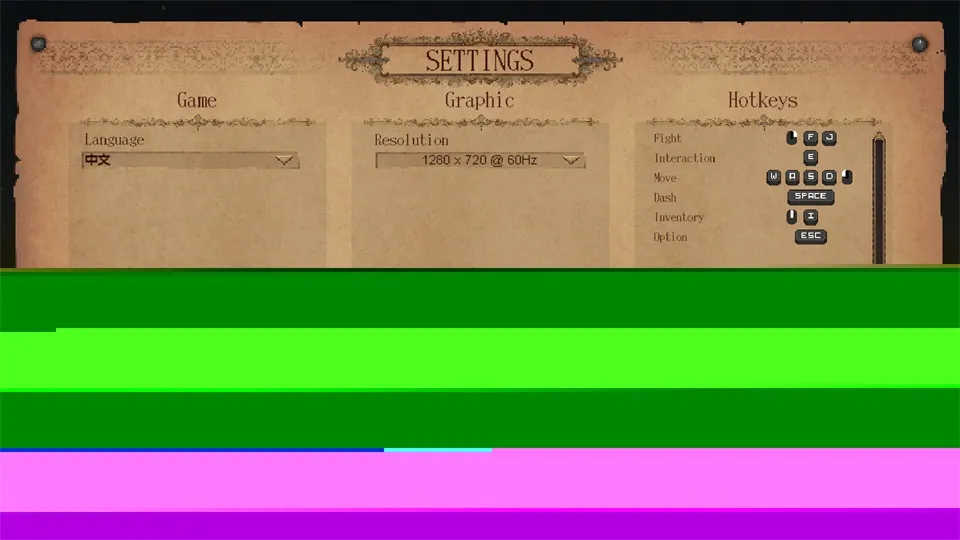 SETTINGS
Game
Language
中文
Graphic
Resolution
1280 x 720 @ 60Hz
Hotkeys
Fight F J
Interaction E
Move W A S D
Dash SPACE
Inventory I
Option ESC